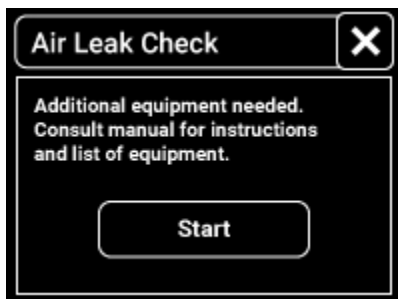 Air Leak Check
Additional equipment needed.
Consult manual for instructions
and list of equipment.
Start